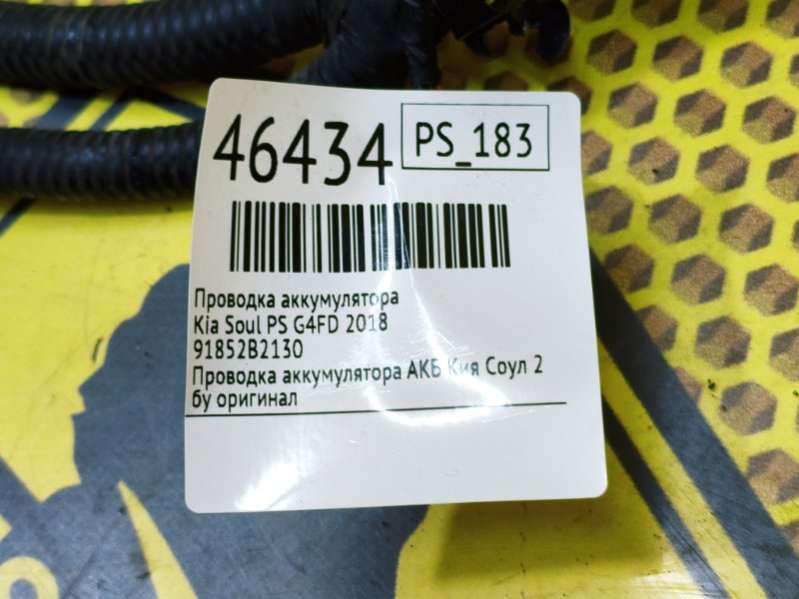 46434
PS_183
Проводка аккумулятора
Kia Soul PS G4FD 2018
91852B2130
Проводка аккумулятора АКБ Кия Соул 2
бу оригинал